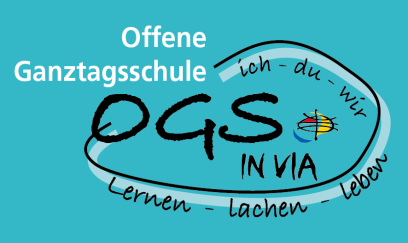 Offene
Ganztagsschule
ich - du - wir
OGS
IN VIA
Lernen - lachen - leben